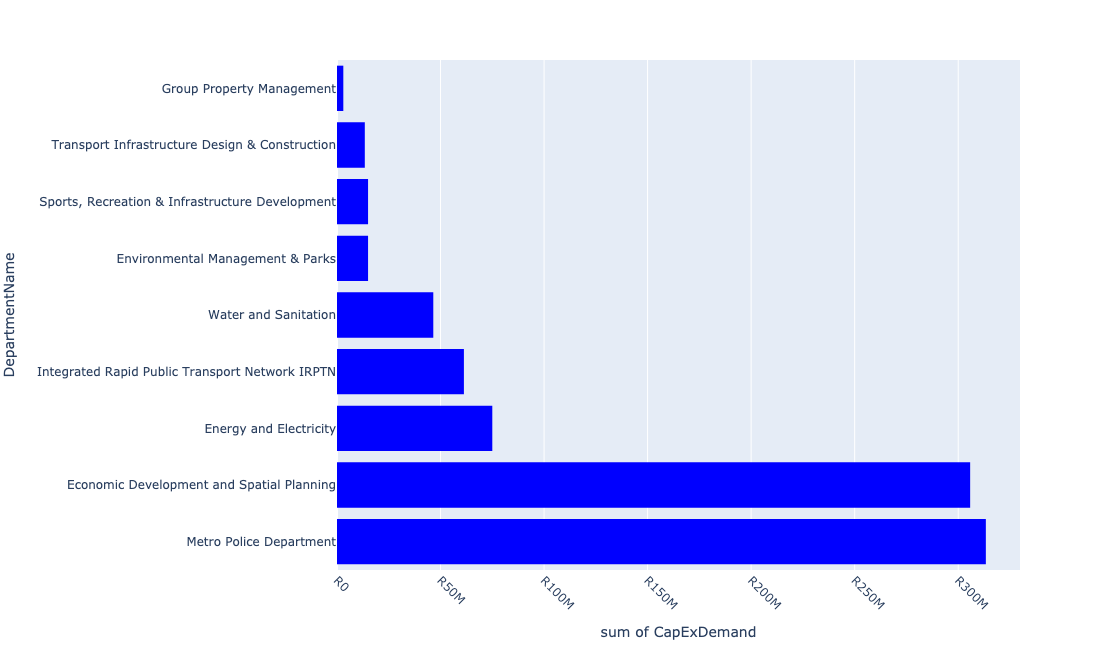 Group Property Management
Transport Infrastructure Design & Construction
Sports, Recreation & Infrastructure Development
Environmental Management & Parks
Water and Sanitation
Integrated Rapid Public Transport Network IRPTN
Energy and Electricity
Economic Development and Spatial Planning
Metro Police Department
DepartmentName
R0
R50M
R100M
R150M
R200M
R250M
R300M
sum of CapExDemand